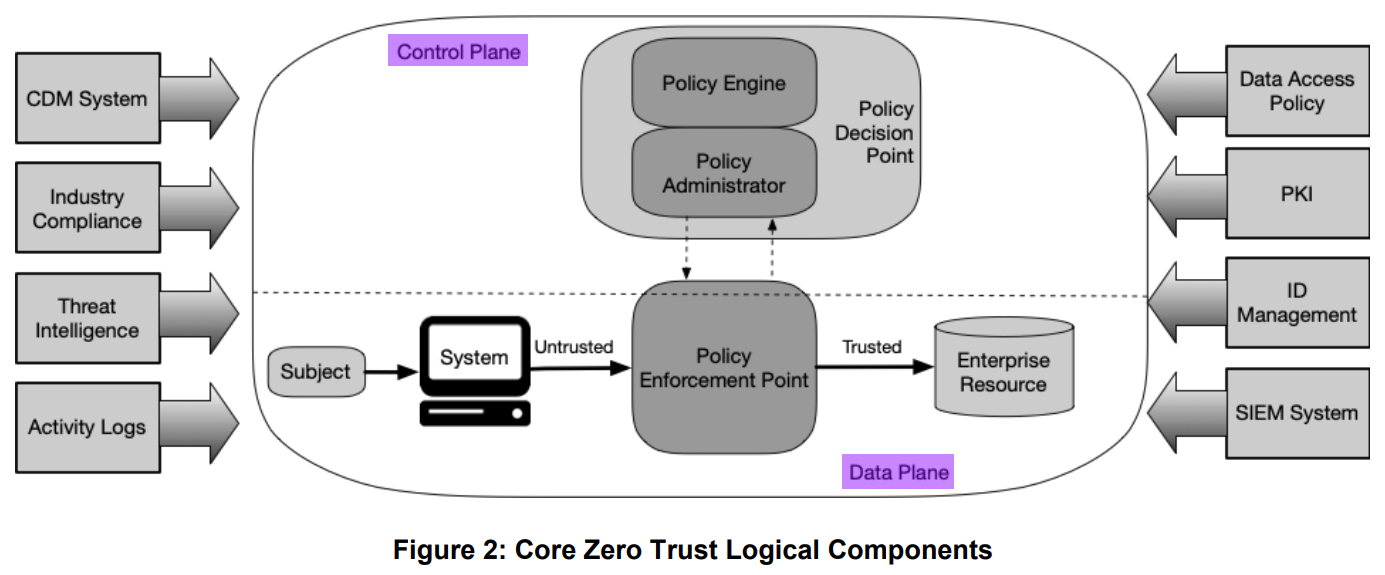 Control Plane
CDM System
Industry
Compliance
Threat
Intelligence
Activity Logs
Policy Engine
Policy
Administrator
Policy
Decision
Point
Data Access
Policy
PKI
ID
Management
SIEM System
Subject
System
Untrusted
Policy
Enforcement Point
Trusted
Enterprise
Resource
Data Plane
Figure 2: Core Zero Trust Logical Components